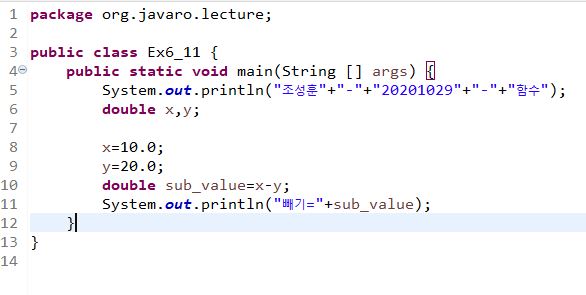 1 package org.javaro.lecture;
2
3 public class Ex6_11 {
4 public static void main(String [] args) {
5 System.out.println("조성훈"+"-"+"20201029"+"-"+"함수");
6 double x,y;
7
8 x=10.0;
9 y=20.0;
10 double sub_value=x-y;
11 System.out.println("빼기="+sub_value);
12 }
13 }
14